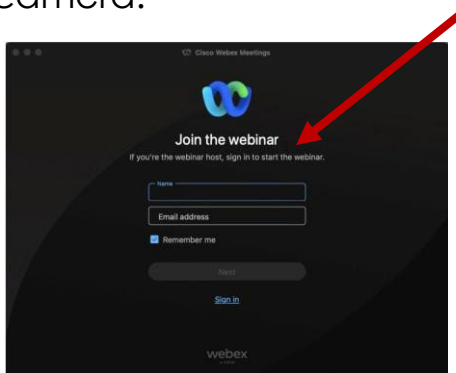 camera.
Cisco Webex Meetings
Join the webinar
If you're the webinar host, sign in to start the webinar.
Name
Email address
Remember me
Next
Sign in
webex